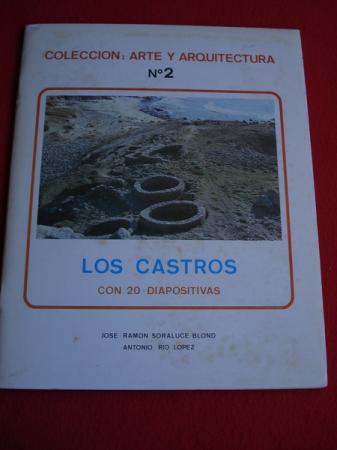 COLECCION: ARTE Y ARQUITECTURA
Nº2
LOS CASTROS
CON 20 DIAPOSITIVAS
JOSE RAMON SORALUCE BLOND
ANTONIO RIO LOPEZ